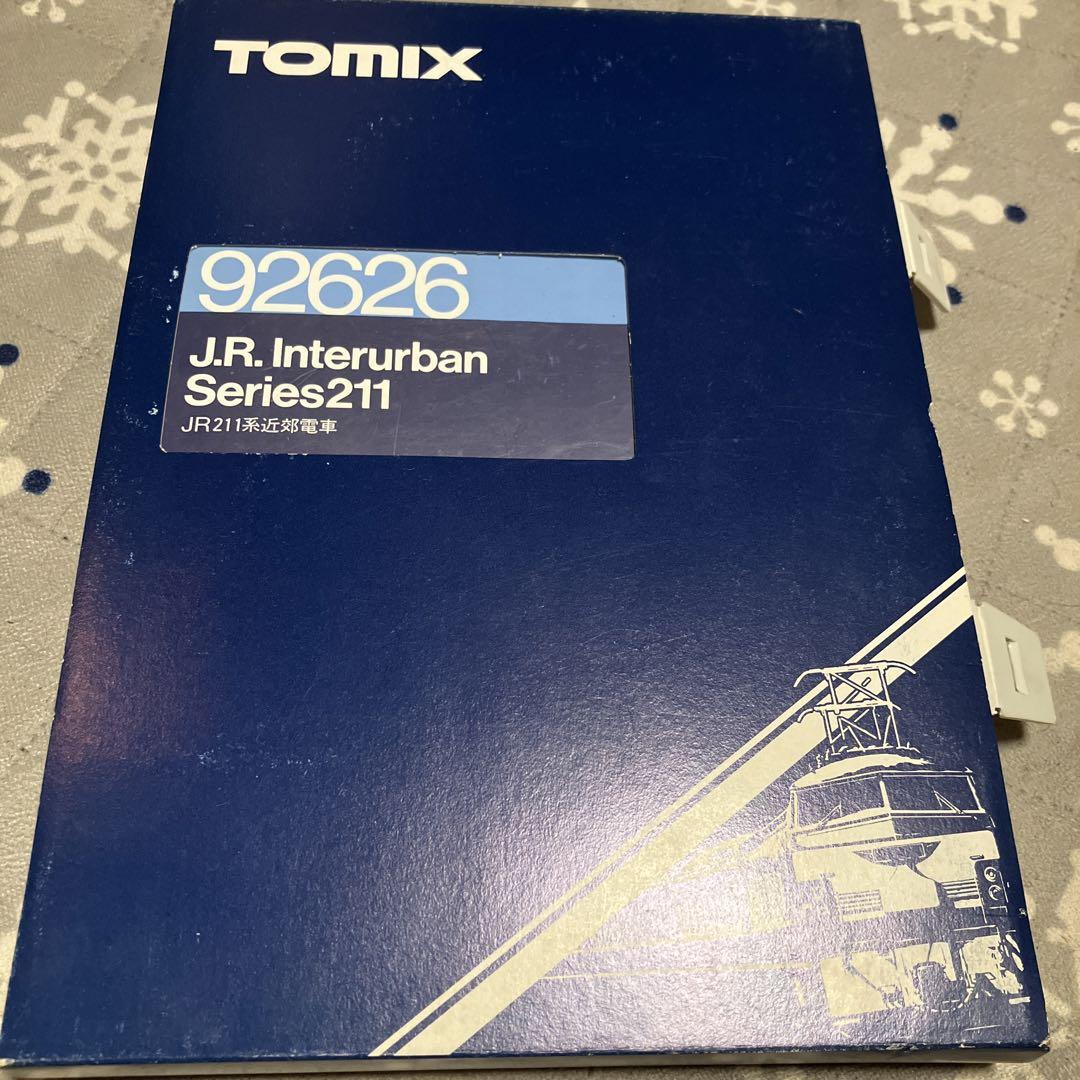 TOMIX
92626
J.R. Interurban
Series211
JR211系近郊電車